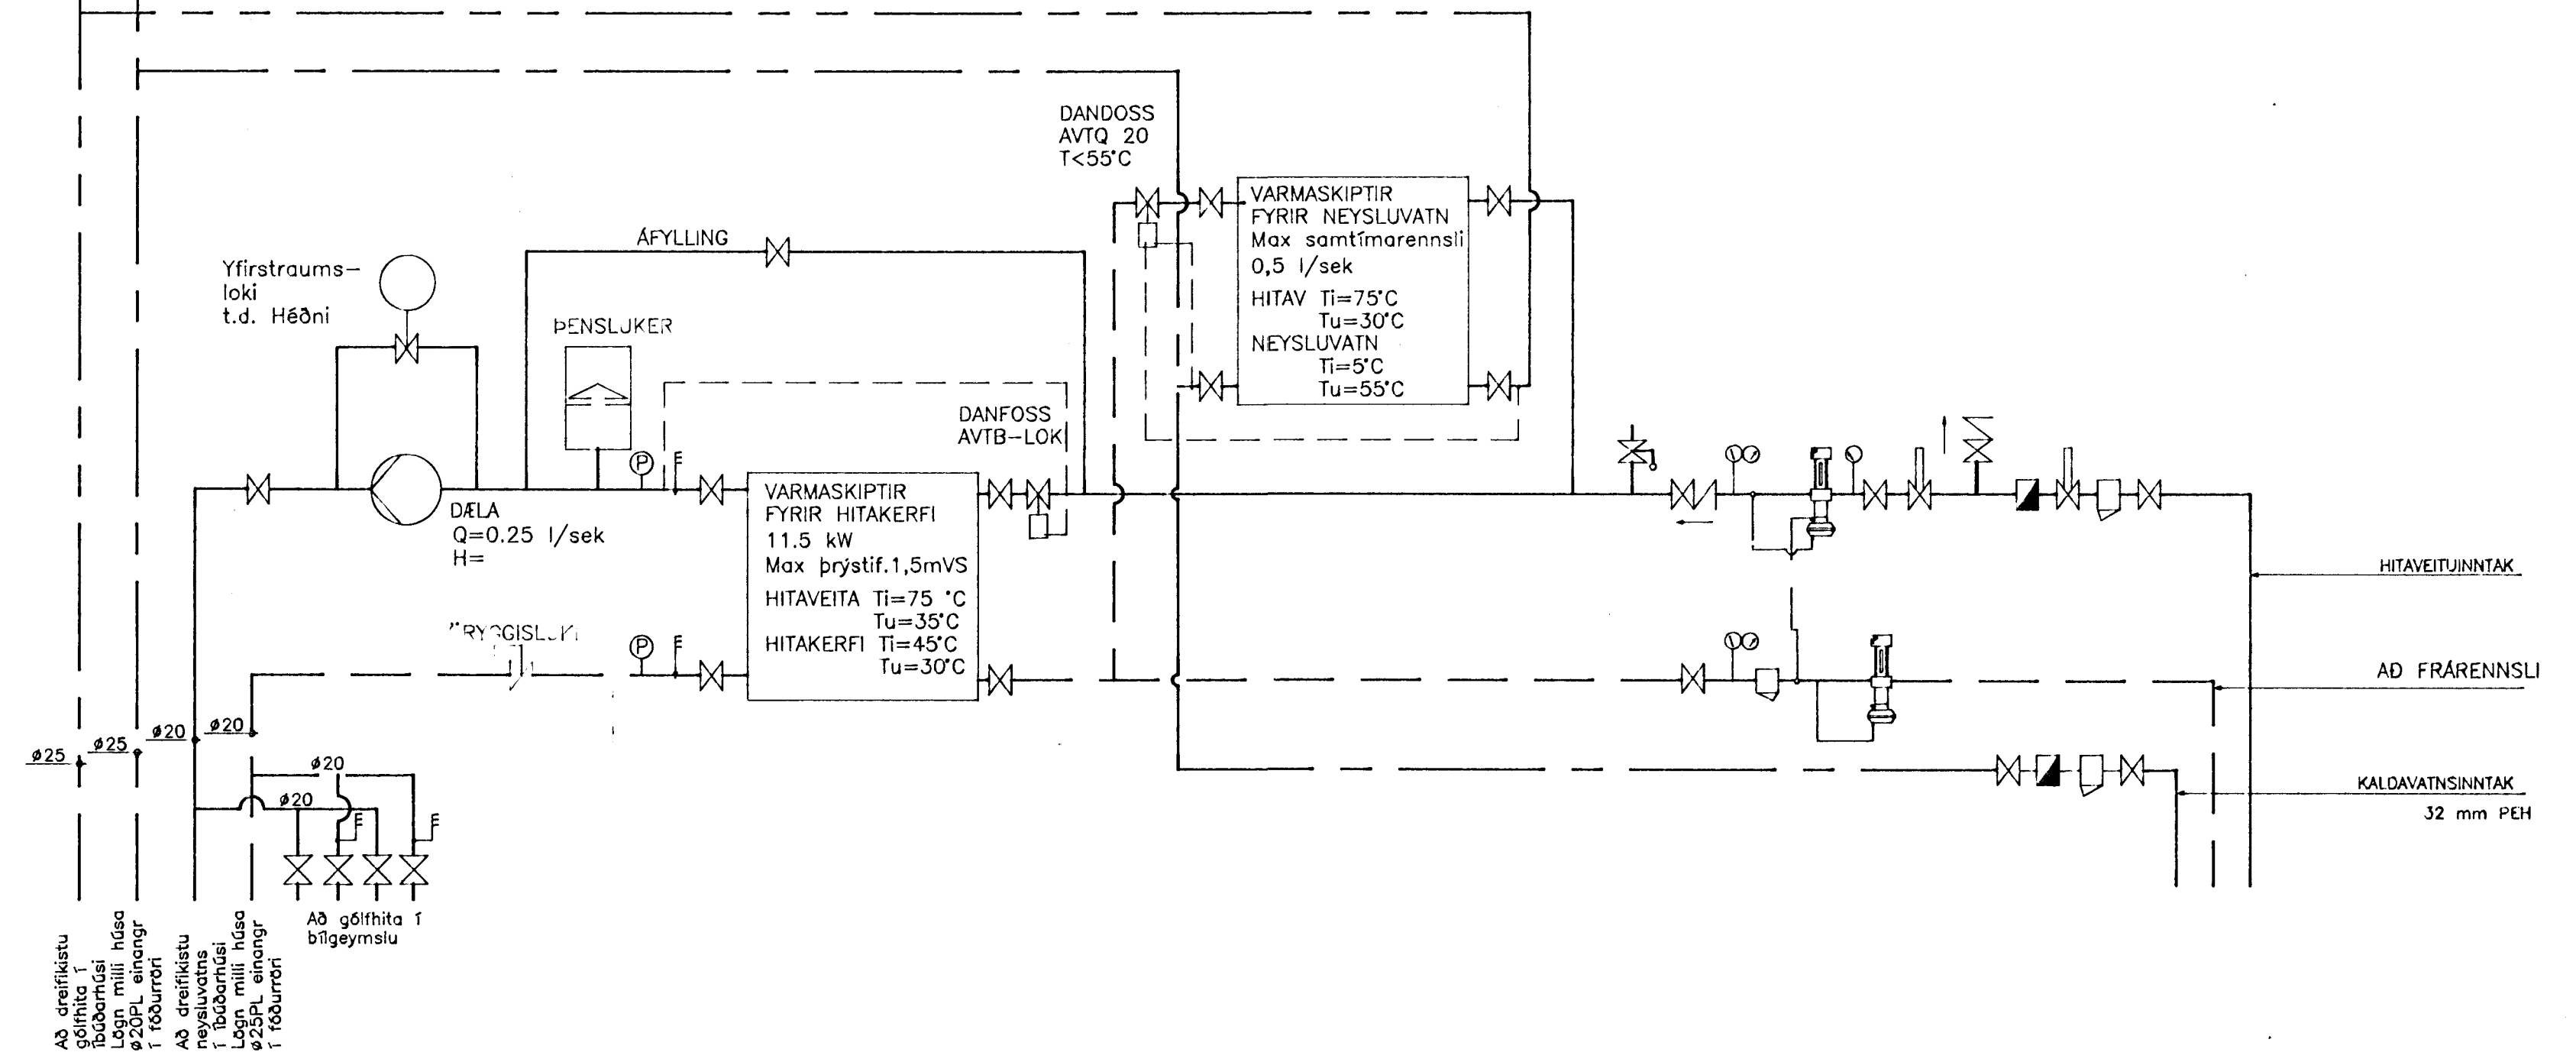 DANDOSS
AVTQ 20
T<55°C
VARMASKIPTIR
FYRIR NEYSLUVATN
Max samtímarennsli
0,5 l/sek
HITAV Ti=75°C
Tu=30°C
NEYSLUVATN
Ti=5°C
Tu=55°C
ÁFYLLING
Yfirstraums-
loki
t.d. Héðni
ÞENSLUKER
DANFOSS
AVTB-LOK
P
DÆLA
Q=0.25 l/sek
H=
VARMASKIPTIR
FYRIR HITAKERFI
11.5 kW
Max þrýstif.1,5mVS
HITAVEITA Ti=75 °C
Tu=35°C
HITAKERFI Ti=45°C
Tu=30°C
P
HITAVEITUINNTAK
AÐ FRÁRENNSLI
KALDAVATNSINNTAK
32 mm PEH
ø25
ø25
ø20
ø20
ø20
ø20
Að gólfhita í
bílgeymslu
Að dreifikistu
gólfhita í
íbúðarhúsi
Lögn milli húsa
ø20PL einangr
í fóðurröri
Að dreifikistu
neysluvatns
í íbúðarhúsi
Lögn milli húsa
ø25PL einangr
í fóðurröri